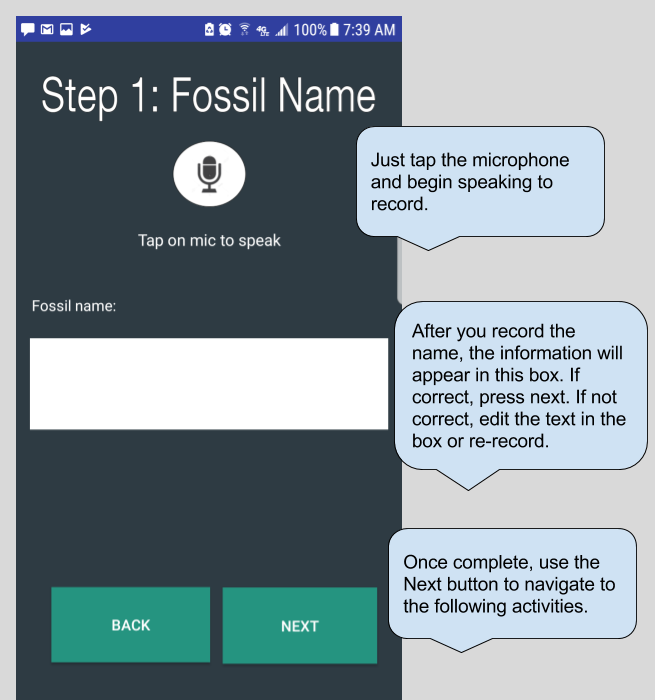 4G LTE 100% 7:39 AM
Step 1: Fossil Name
Just tap the microphone
and begin speaking to
record.
Tap on mic to speak
Fossil name:
After you record the
name, the information will
appear in this box. If
correct, press next. If not
correct, edit the text in the
box or re-record.
Once complete, use the
Next button to navigate to
the following activities.
BACK NEXT